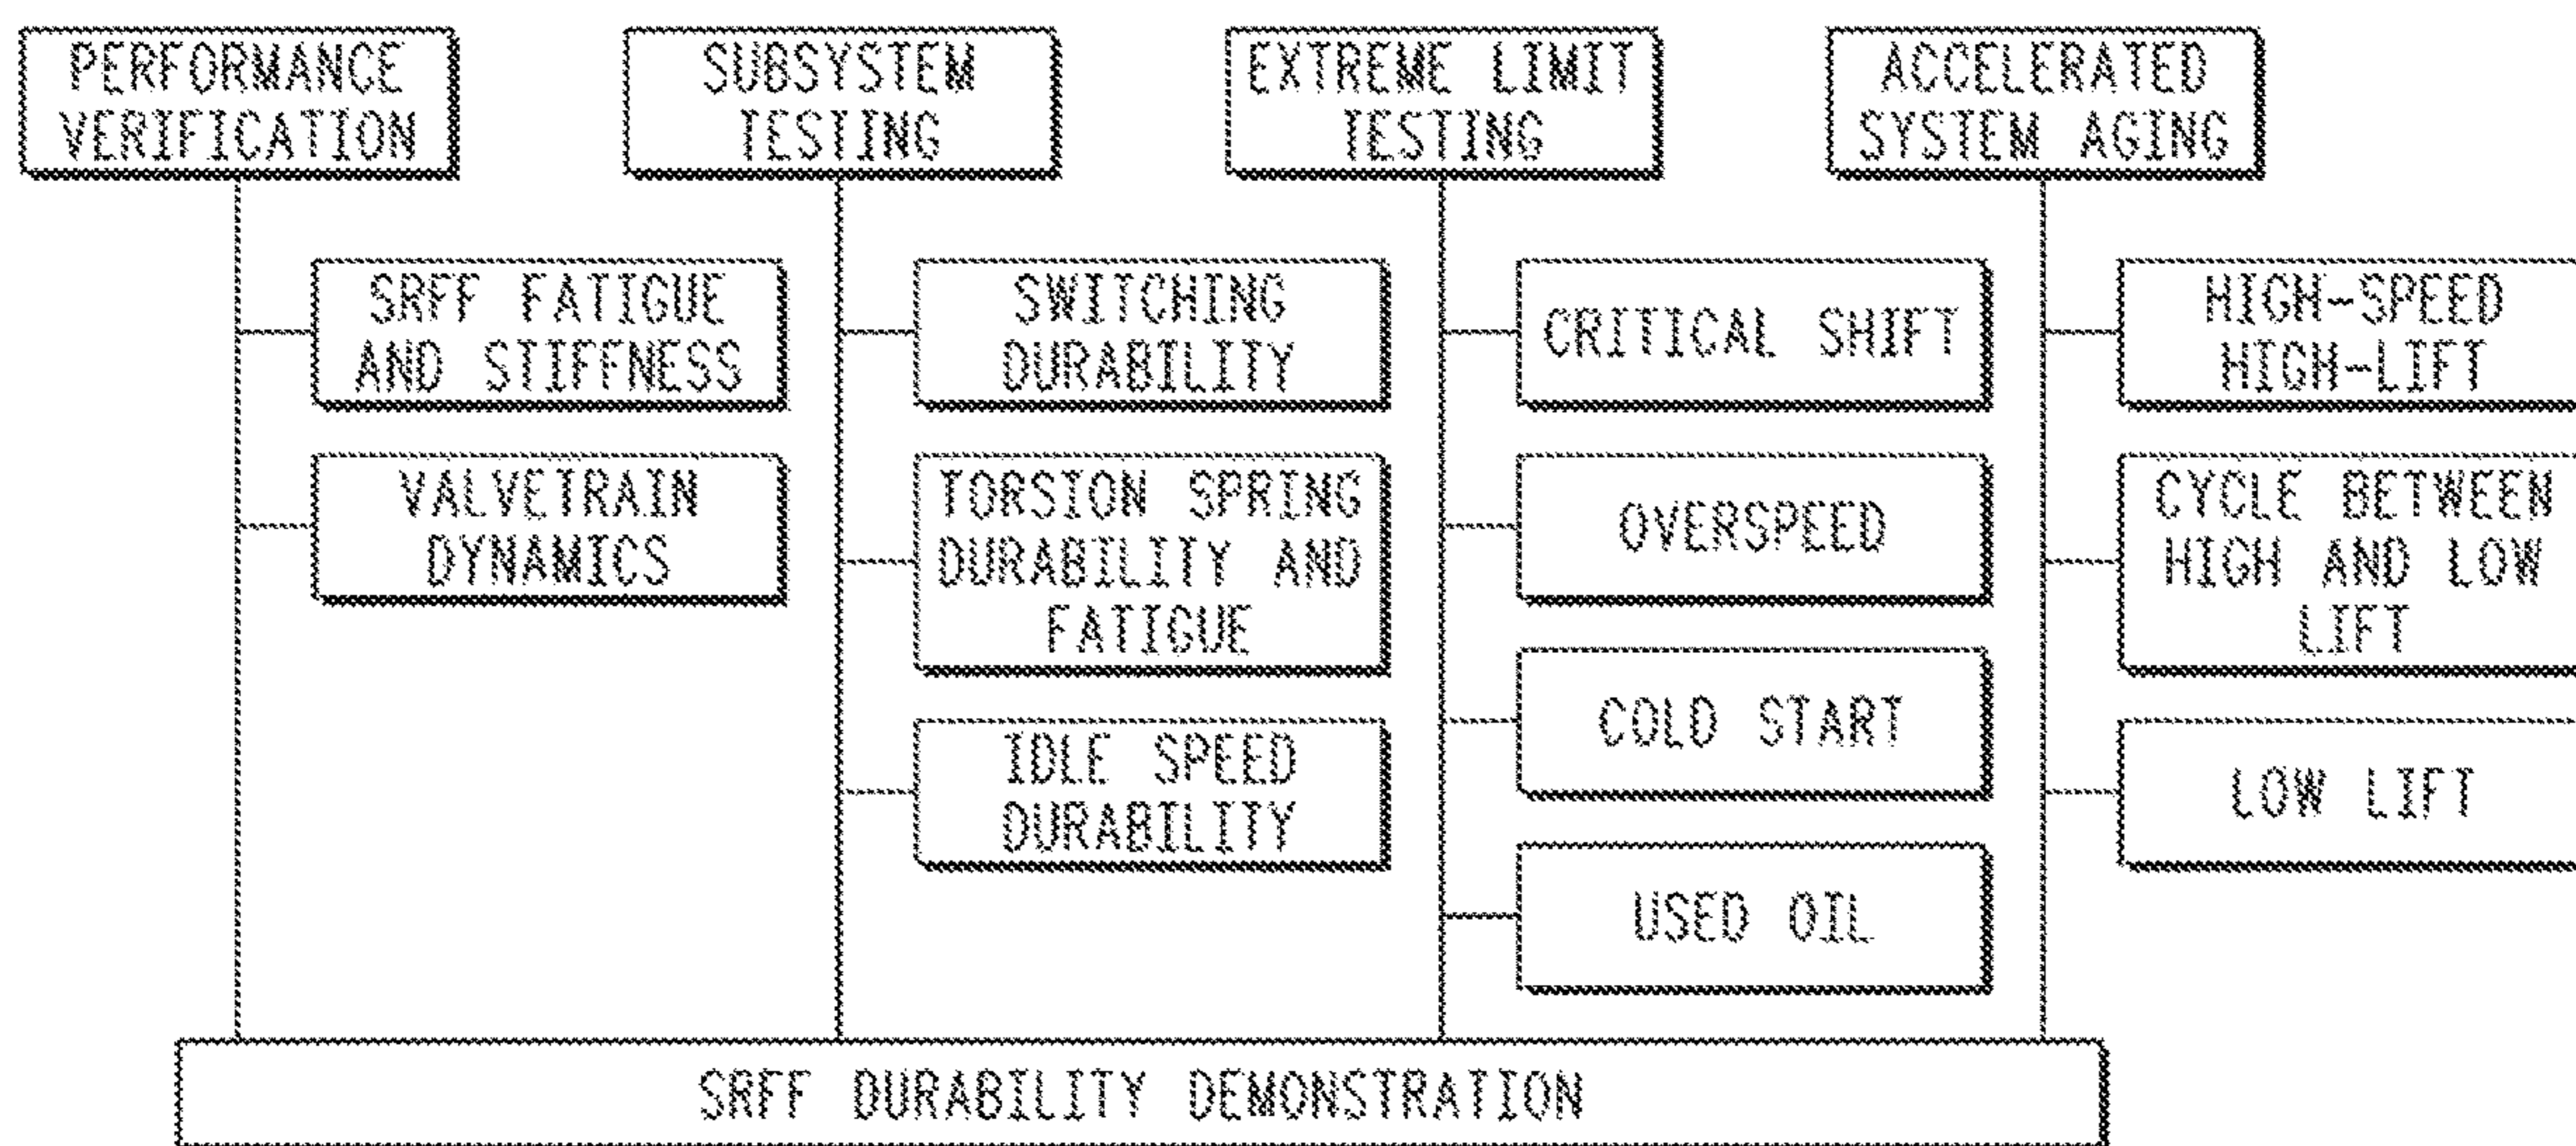 PERFORMANCE
VERIFICATION
SUBSYSTEM
TESTING
EXTREME LIMIT
TESTING
ACCELERATED
SYSTEM AGING
SRFF FATIGUE
AND STIFFNESS
VALVETRAIN
DYNAMICS
SWITCHING
DURABILITY
TORSION SPRING
DURABILITY AND
FATIGUE
IDLE SPEED
DURABILITY
CRITICAL SHIFT
OVERSPEED
COLD START
USED OIL
HIGH-SPEED
HIGH-LIFT
CYCLE BETWEEN
HIGH AND LOW
LIFT
LOW LIFT
SRFF DURABILITY DEMONSTRATION